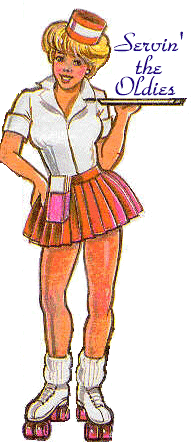 Servin'
the
Oldies